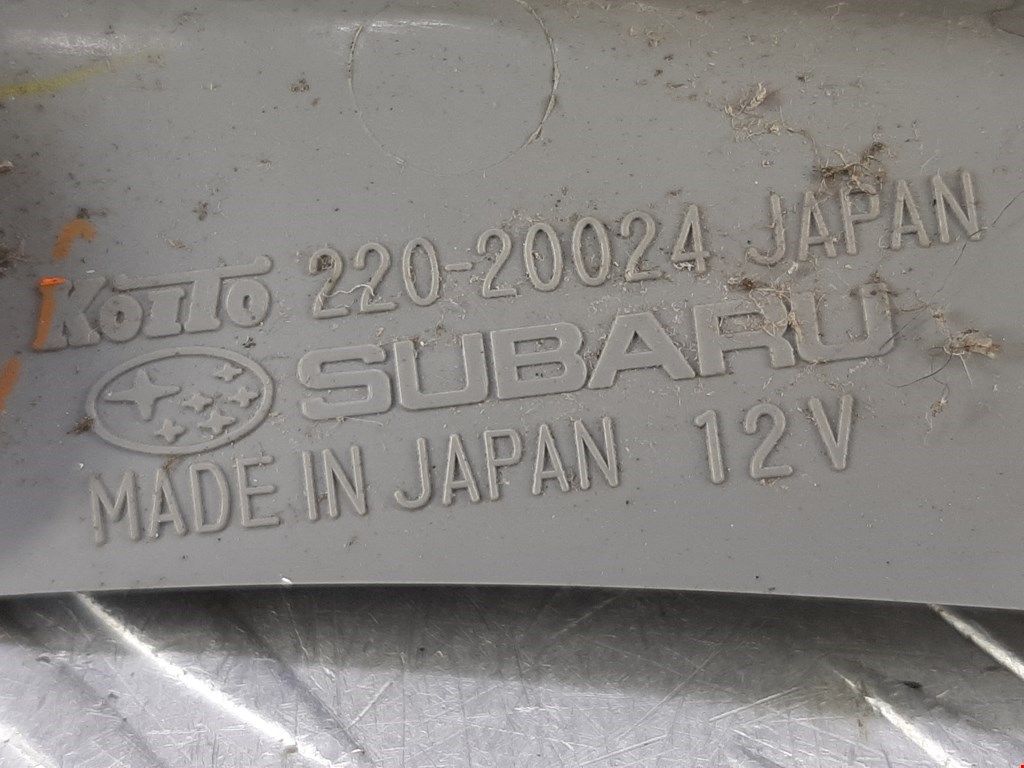 KOITO 220-20024 JAPAN
SUBARU
MADE IN JAPAN 12V